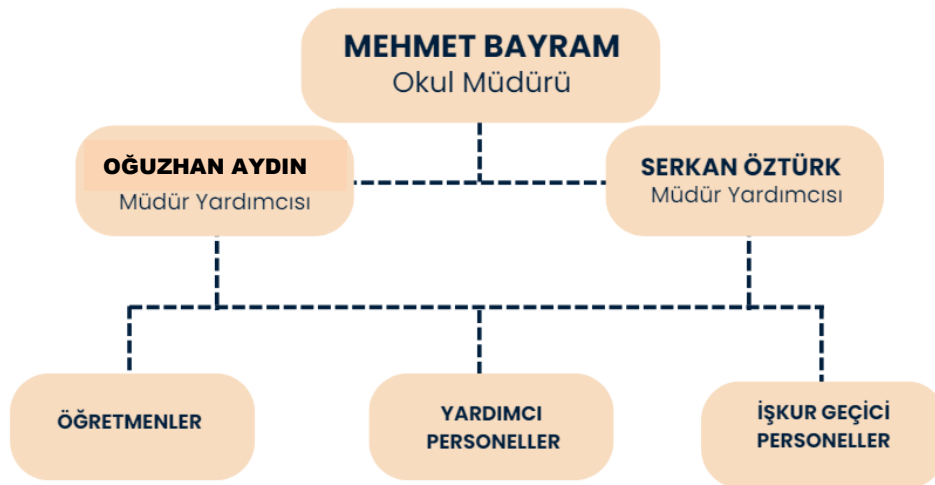 MEHMET BAYRAM
Okul Müdürü
OĞUZHAN AYDIN
Müdür Yardımcısı
SERKAN ÖZTÜRK
Müdür Yardımcısı
ÖĞRETMENLER
YARDIMCI
PERSONELLER
İŞKUR GEÇİCİ
PERSONELLER